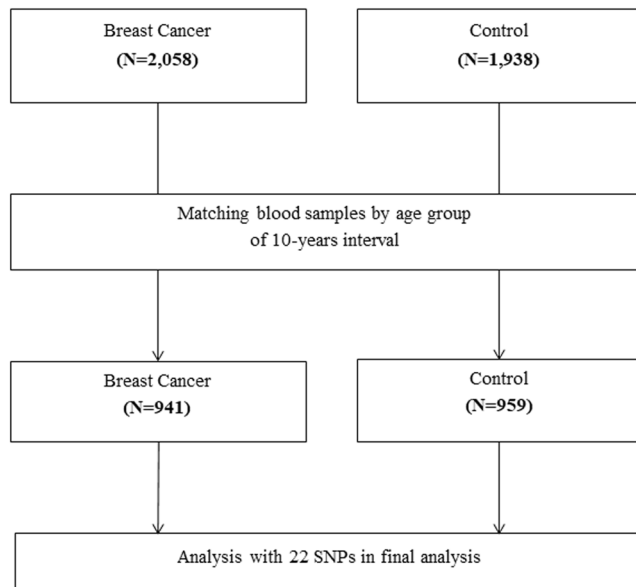 Breast Cancer
(N=2,058)
Control
(N=1,938)
Matching blood samples by age group
of 10-years interval
Breast Cancer
(N=941)
Control
(N=959)
Analysis with 22 SNPs in final analysis